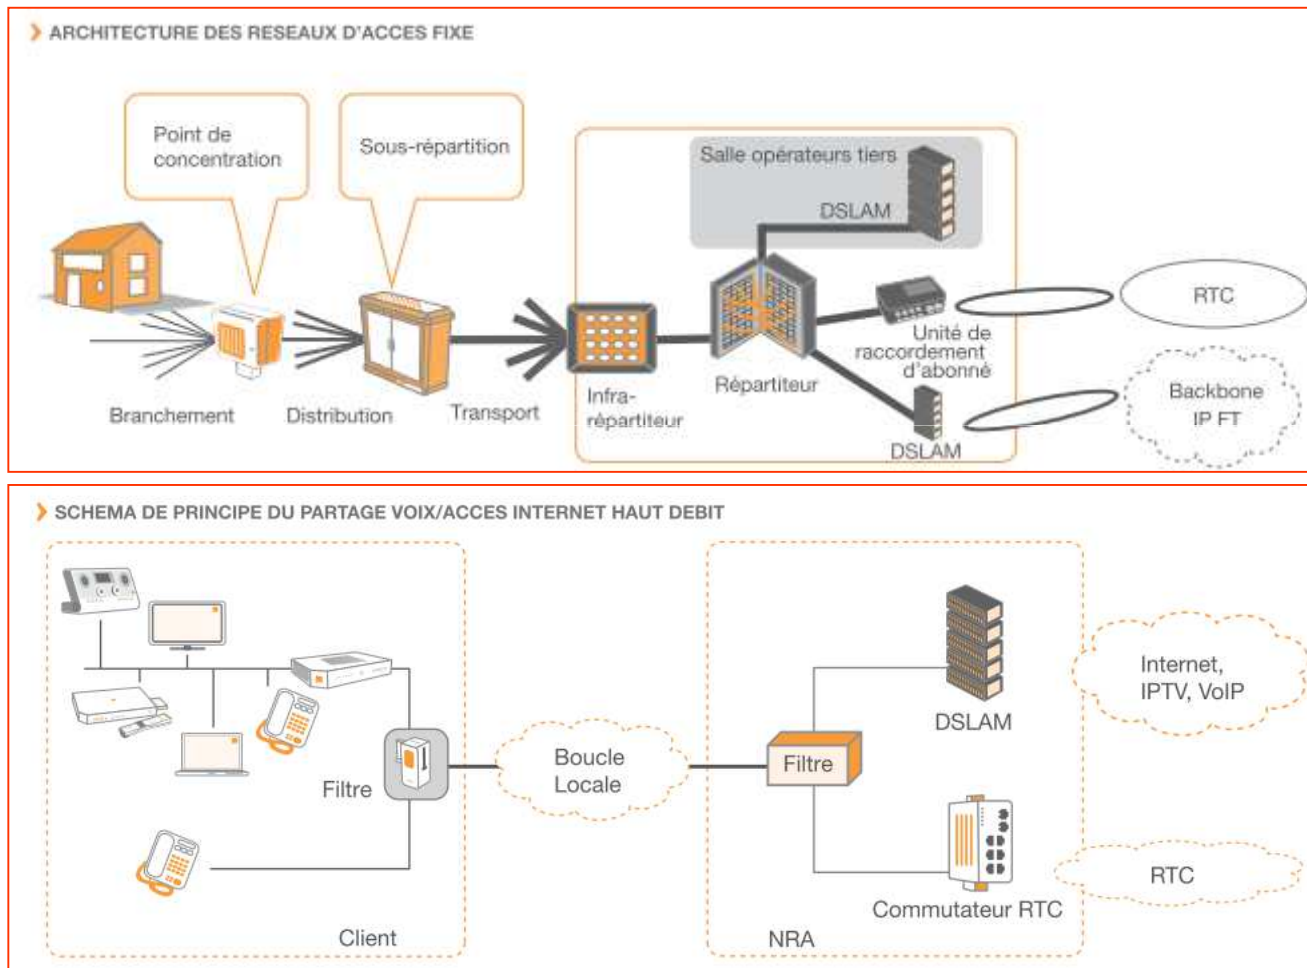 ARCHITECTURE DES RESEAUX D'ACCES FIXE
Point de
concentration
Sous-répartition
Salle opérateurs tiers
DSLAM
RTC
Unité de
raccordement
d'abonné
Branchement
Distribution
Transport
Infra-
répartiteur
Répartiteur
DSLAM
Backbone
IP FT
SCHEMA DE PRINCIPE DU PARTAGE VOIX/ACCES INTERNET HAUT DEBIT
Internet,
IPTV, VoIP
DSLAM
Boucle
Locale
Filtre
Filtre
RTC
Commutateur RTC
Client
NRA